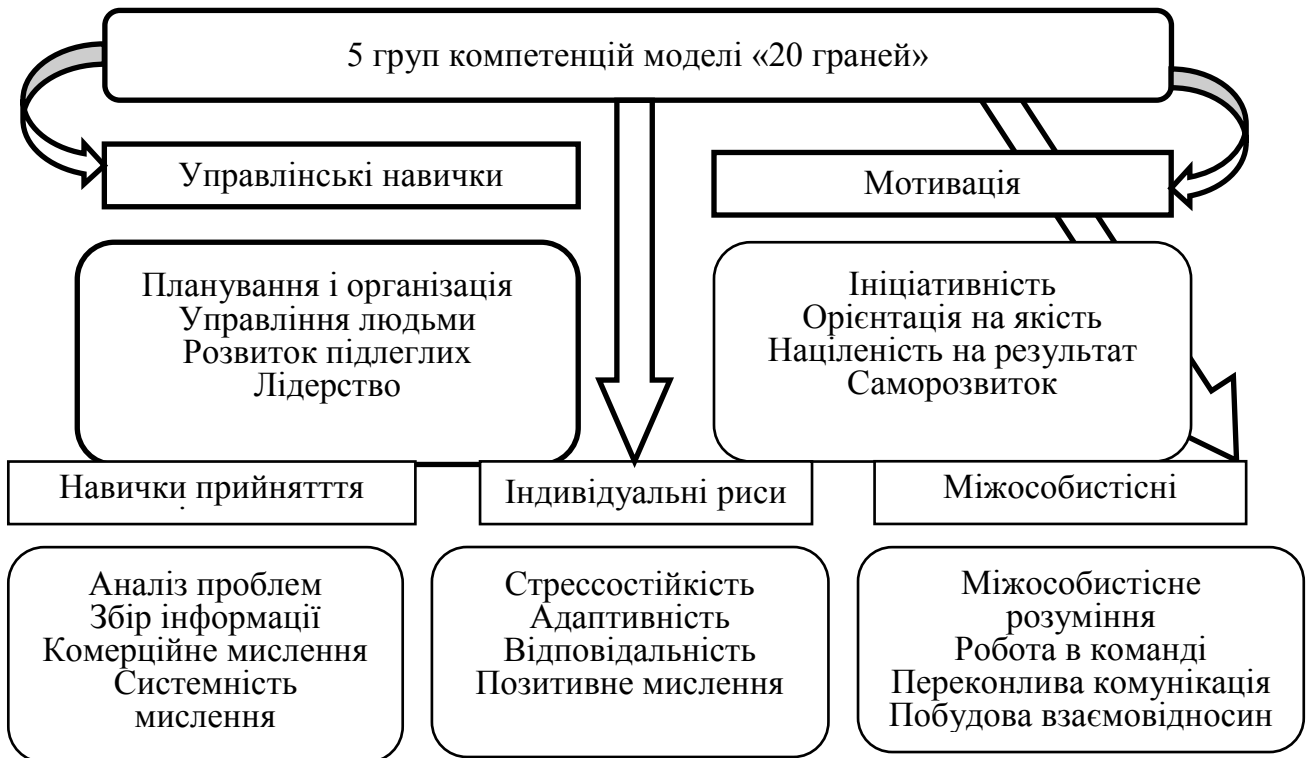 5 груп компетенцій моделі «20 граней»
Управлінські навички
Мотивація
Планування і організація
Управління людьми
Розвиток підлеглих
Лідерство
Ініціативність
Орієнтація на якість
Націленість на результат
Саморозвиток
Навички прийнятття
Індивідуальні риси
Міжособистісні
Аналіз проблем
Збір інформації
Комерційне мислення
Системність
мислення
Стрессостійкість
Адаптивність
Відповідальність
Позитивне мислення
Міжособистісне
розуміння
Робота в команді
Переконлива комунікація
Побудова взаємовідносин